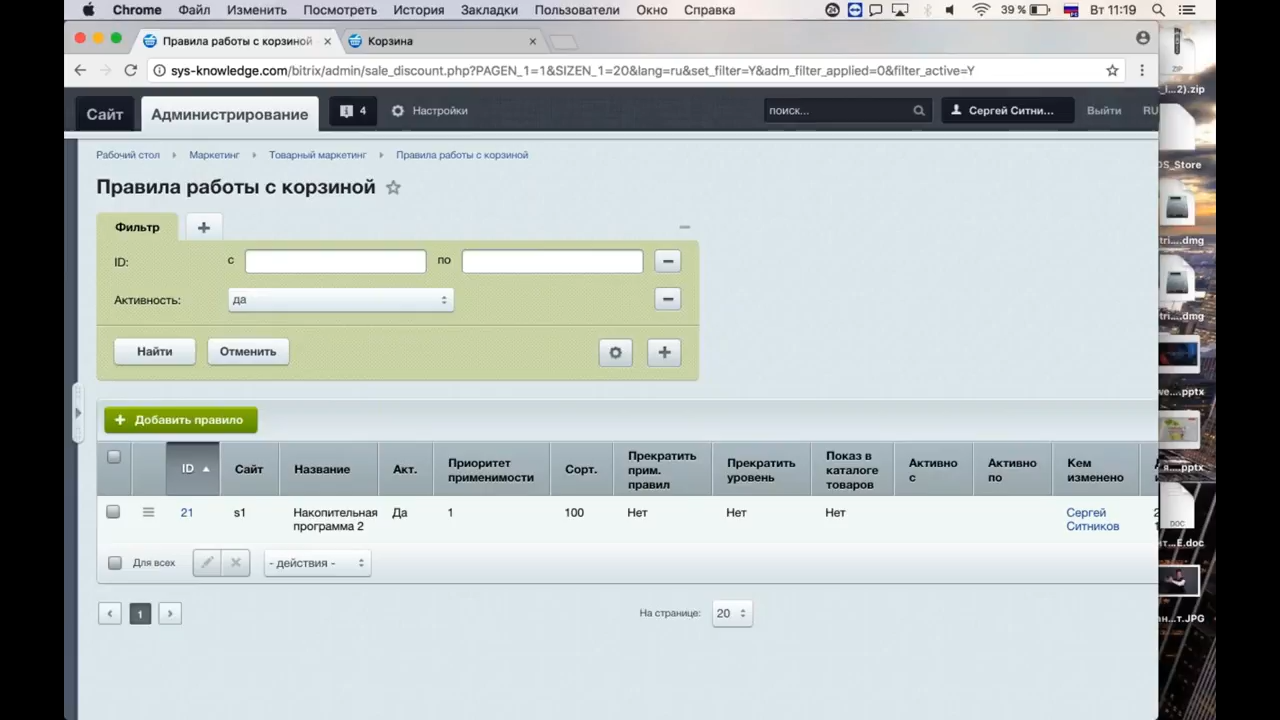 Chrome Файл Изменить Посмотреть История Закладки Пользователи Окно Справка 39 % Вт 11:19
Правила работы с корзиной Корзина
sys-knowledge.com/bitrix/admin/sale_discount.php?PAGEN_1=1&SIZEN_1=20&lang=ru&set_filter=Y&adm_filter_applied=0&filter_active=Y
Сайт Администрирование 4 Настройки поиск... Сергей Ситни... Выйти RU
Рабочий стол Маркетинг Товарный маркетинг Правила работы с корзиной
Правила работы с корзиной
Фильтр
ID: с по
Активность: да
Найти Отменить
Добавить правило
ID Сайт Название Акт. Приоритет применимости Сорт. Прекратить прим. правил Прекратить уровень Показ в каталоге товаров Активно с Активно по Кем изменено
21 s1 Накопительная программа 2 Да 1 100 Нет Нет Нет Сергей Ситников
Для всех - действия -
1 На странице: 20
ZIP
2).zip
DS_Store
tri....dmg
tri....dmg
we....pptx
я....pptx
DOC
нт...E.doc
ан...т.JPG